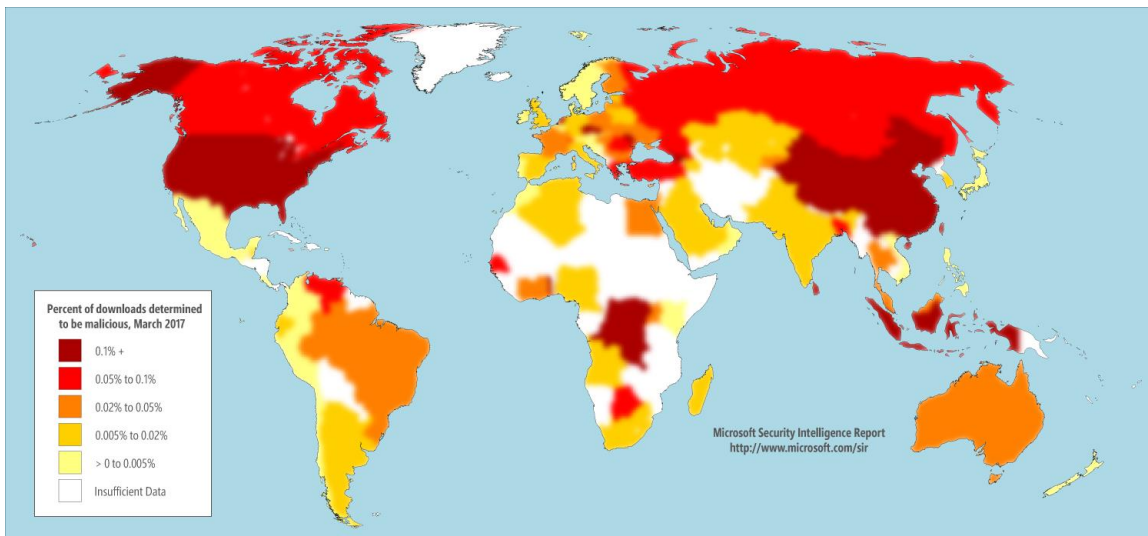 Percent of downloads determined
to be malicious, March 2017
0.1% +
0.05% to 0.1%
0.02% to 0.05%
0.005% to 0.02%
> 0 to 0.005%
Insufficient Data
Microsoft Security Intelligence Report
http://www.microsoft.com/sir